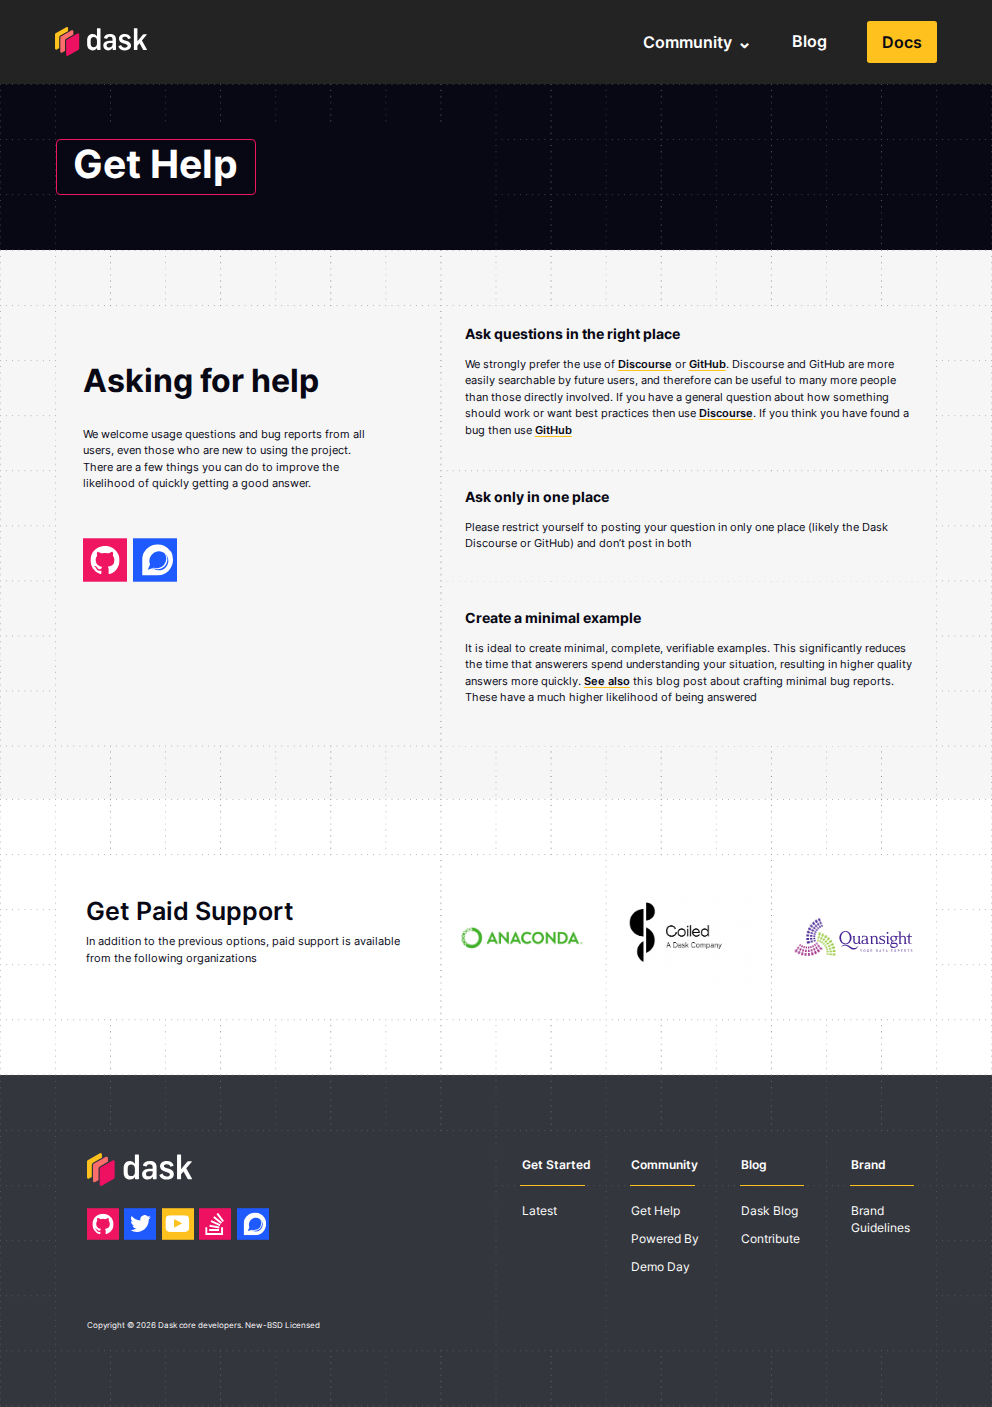 dask
Community
Blog
Docs
Get Help
Asking for help
We welcome usage questions and bug reports from all
users, even those who are new to using the project.
There are a few things you can do to improve the
likelihood of quickly getting a good answer.
Ask questions in the right place
We strongly prefer the use of Discourse or GitHub. Discourse and GitHub are more
easily searchable by future users, and therefore can be useful to many more people
than those directly involved. If you have a general question about how something
should work or want best practices then use Discourse. If you think you have found a
bug then use GitHub
Ask only in one place
Please restrict yourself to posting your question in only one place (likely the Dask
Discourse or GitHub) and don't post in both
Create a minimal example
It is ideal to create minimal, complete, verifiable examples. This significantly reduces
the time that answerers spend understanding your situation, resulting in higher quality
answers more quickly. See also this blog post about crafting minimal bug reports.
These have a much higher likelihood of being answered
Get Paid Support
In addition to the previous options, paid support is available
from the following organizations
ANACONDA.
Coiled
A Dask Company
Quansight
YOUR DATA EXPERTS
dask
Get Started
Latest
Community
Get Help
Powered By
Demo Day
Blog
Dask Blog
Contribute
Brand
Brand
Guidelines
Copyright © 2026 Dask core developers. New-BSD Licensed